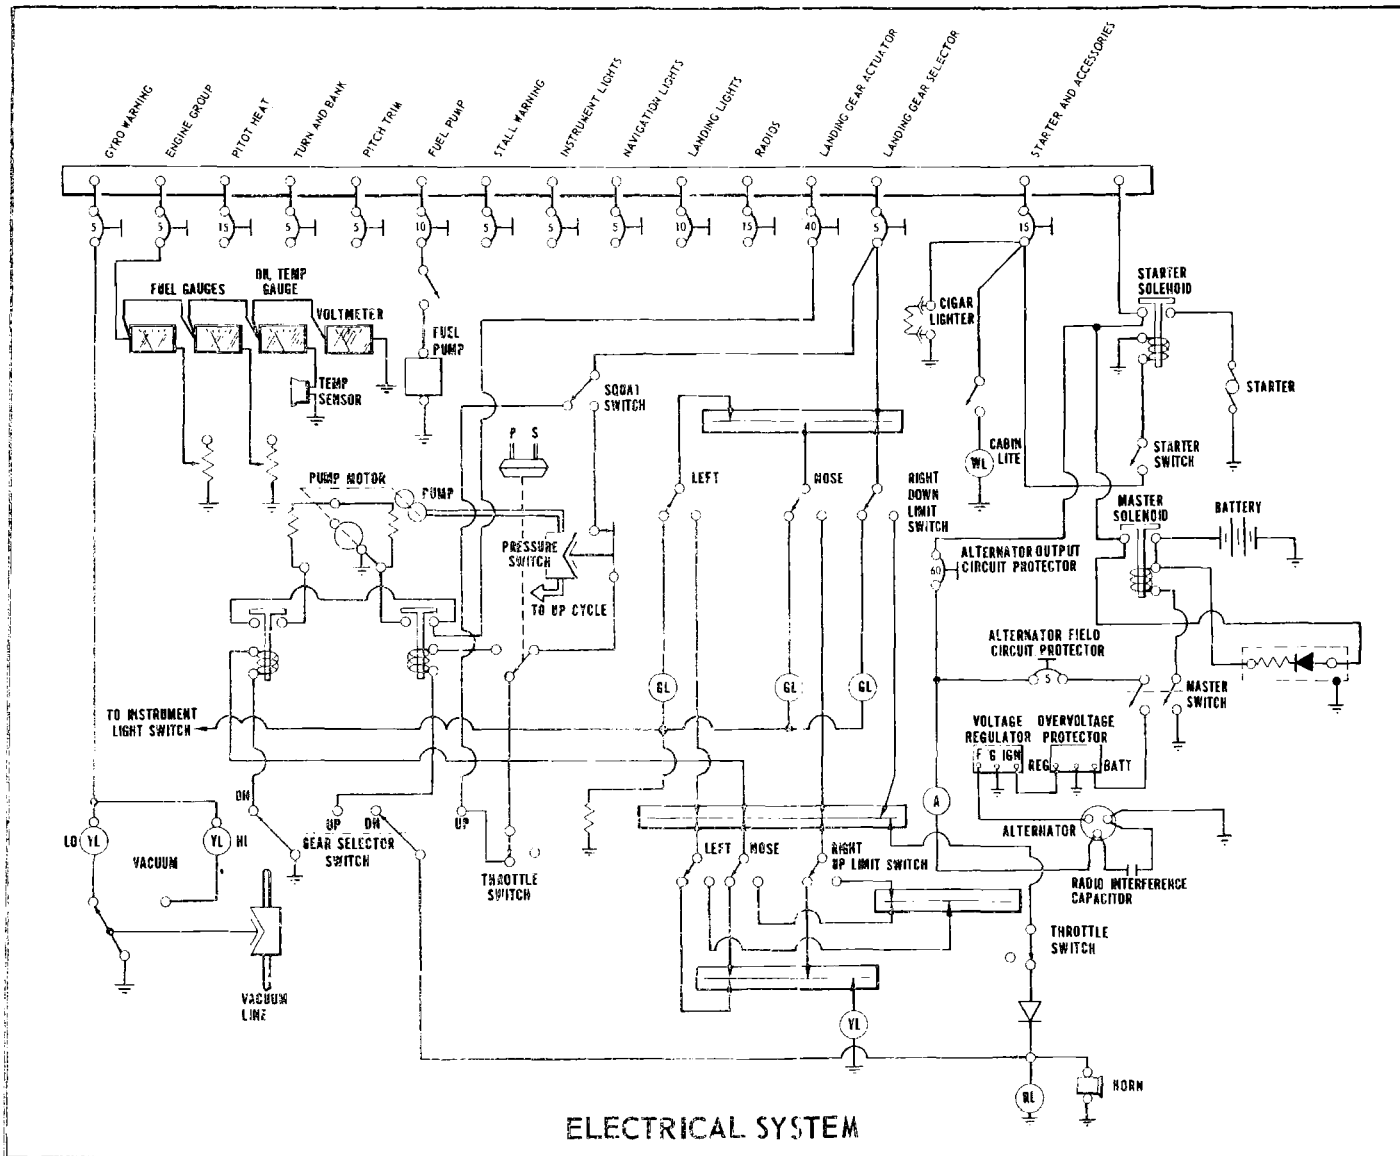 GYRO WARNING
ENGINE GROUP
PITOT HEAT
TURN AND BANK
PITCH TRIM
FUEL PUMP
STALL WARNING
INSTRUMENT LIGHTS
NAVIGATION LIGHTS
LANDING LIGHTS
RADIOS
LANDING GEAR ACTUATOR
LANDING GEAR SELECTOR
STARTER AND ACCESSORIES
5
5
15
5
5
10
5
5
5
10
15
40
5
15
FUEL GAUGES
OIL TEMP
GAUGE
VOLTMETER
TEMP
SENSOR
FUEL
PUMP
SQUAT
SWITCH
CIGAR
LIGHTER
STARTER
SOLENOID
STARTER
P S
LEFT
NOSE
RIGHT
DOWN
LIMIT
SWITCH
WL
CABIN
LITE
STARTER
SWITCH
PUMP MOTOR
PUMP
PRESSURE
SWITCH
TO UP CYCLE
MASTER
SOLENOID
BATTERY
60
ALTERNATOR OUTPUT
CIRCUIT PROTECTOR
ALTERNATOR FIELD
CIRCUIT PROTECTOR
5
MASTER
SWITCH
GL
GL
GL
TO INSTRUMENT
LIGHT SWITCH
VOLTAGE
REGULATOR
OVERVOLTAGE
PROTECTOR
F G IGN
REG
BATT
A
ALTERNATOR
RADIO INTERFERENCE
CAPACITOR
DN
UP
DN
GEAR SELECTOR
SWITCH
UP
THROTTLE
SWITCH
LO YL
YL HI
VACUUM
VACUUM
LINE
LEFT
NOSE
RIGHT
UP LIMIT SWITCH
THROTTLE
SWITCH
YL
RL
HORN
ELECTRICAL SYSTEM